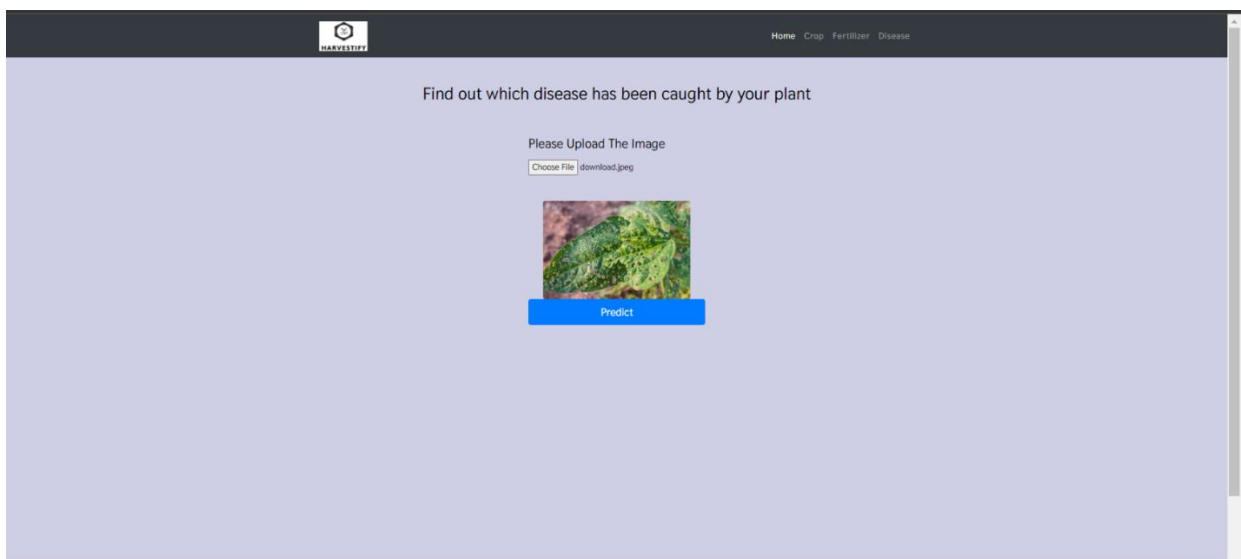 HARVESTIFY
Home Crop Fertilizer Disease
Find out which disease has been caught by your plant
Please Upload The Image
Choose File download.jpeg
Predict